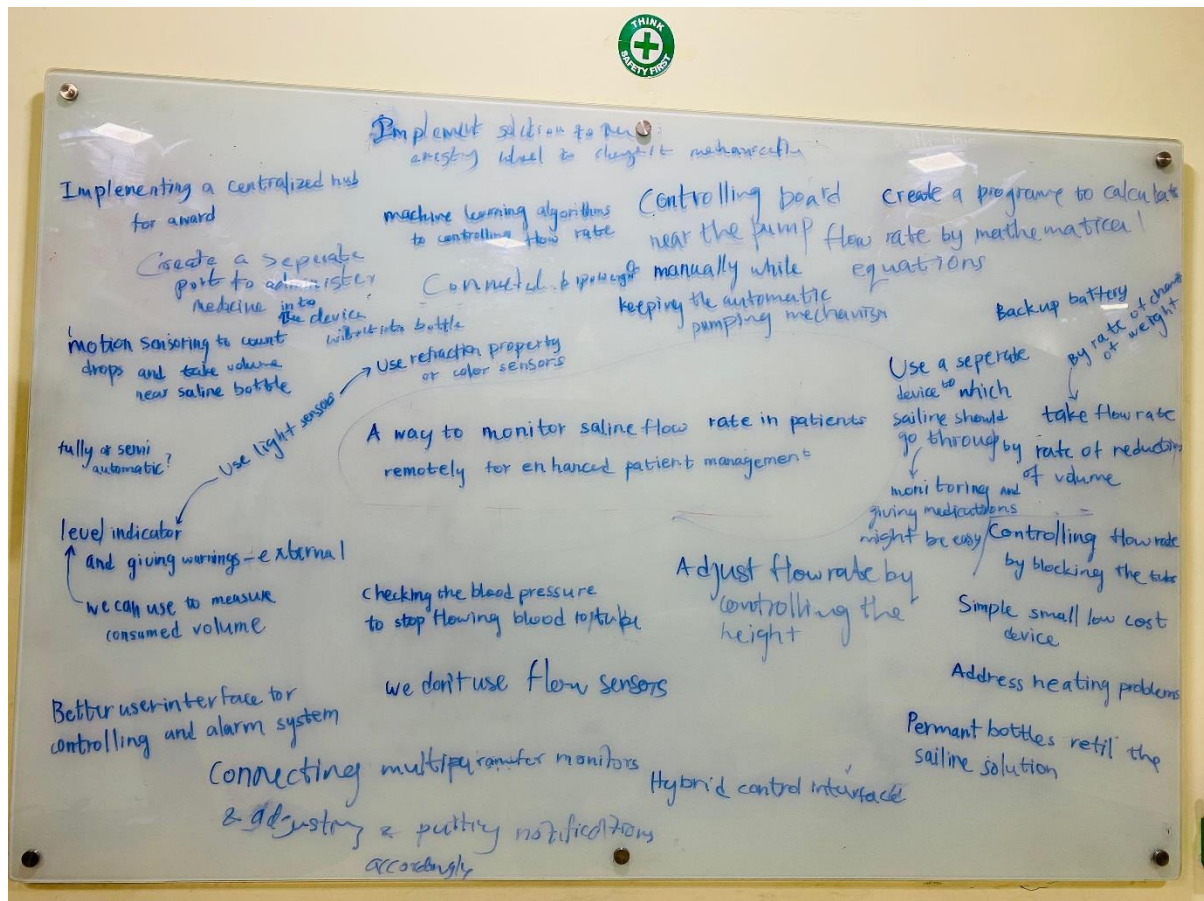 THINK
SAFETY FIRST
Implement solution to the
existing to mechanically
Implementing a centralized hub
for award
machine learning algorithms
to controlling flow rate
Controlling board
near the pump
manually while
keeping the automatic
pumping mechanism
Create a programe to calculate
flow rate by mathematical
equations
Create a seperate
port to administer
medicine into
the device
without into bottle
Connected
Backup battery
By rate of change
of weight
motion sensoring to count
drops and take volume
near saline bottle
Use light sensors
Use refraction property
or color sensors
Use a seperate
device to which
sailine should
go through
take flow rate
by rate of reduction
of volume
A way to monitor saline flow rate in patients
remotely for enhanced patient management
fully or semi
automatic?
monitoring and
giving medications
might be easy
level indicator
and giving warnings - external
we can use to measure
consumed volume
Controlling flow rate
by blocking the tube
Adjust flow rate by
controlling the
height
checking the blood pressure
to stop flowing blood to tube
Simple small low cost
device
we don't use flow sensors
Address heating problems
Better user interface for
controlling and alarm system
Permant bottles refil the
sailine solution
Connecting multiparamter monitors
& adjusting & putting notifications
accordingly
Hybrid control interface